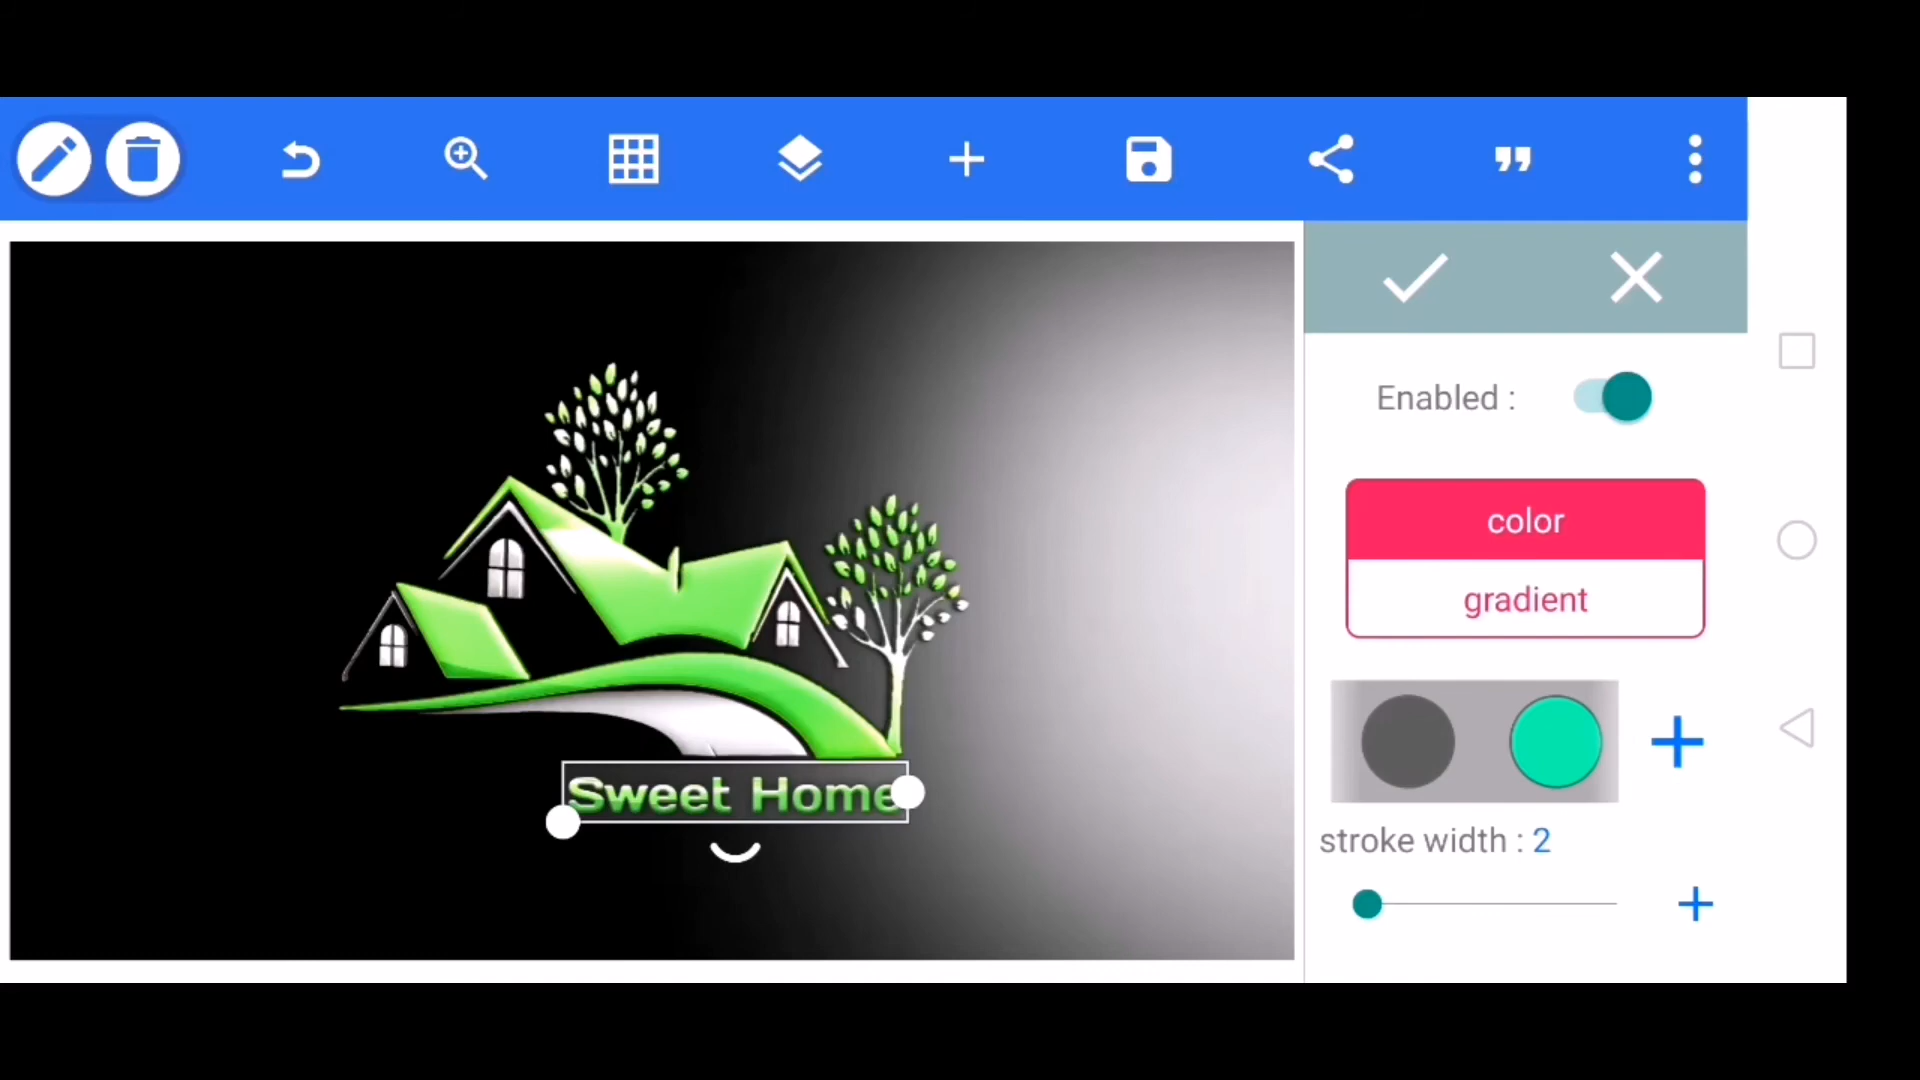 Enabled :
color
gradient
stroke width : 2
Sweet Home